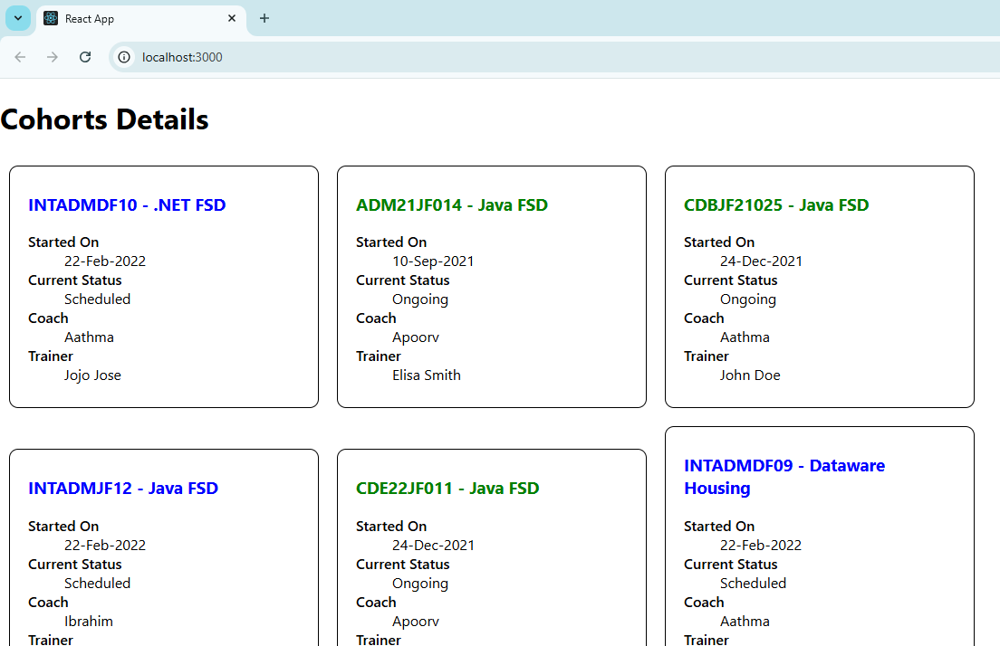 React App
localhost:3000
Cohorts Details
INTADMDF10 - .NET FSD
Started On
22-Feb-2022
Current Status
Scheduled
Coach
Aathma
Trainer
Jojo Jose
ADM21JF014 - Java FSD
Started On
10-Sep-2021
Current Status
Ongoing
Coach
Apoorv
Trainer
Elisa Smith
CDBJF21025 - Java FSD
Started On
24-Dec-2021
Current Status
Ongoing
Coach
Aathma
Trainer
John Doe
INTADMJF12 - Java FSD
Started On
22-Feb-2022
Current Status
Scheduled
Coach
Ibrahim
Trainer
CDE22JF011 - Java FSD
Started On
24-Dec-2021
Current Status
Ongoing
Coach
Apoorv
Trainer
INTADMDF09 - Dataware
Housing
Started On
22-Feb-2022
Current Status
Scheduled
Coach
Aathma
Trainer